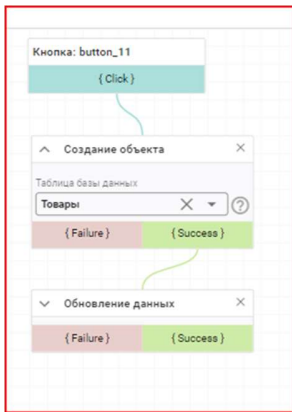 Кнопка: button_11
{ Click }
Создание объекта
Таблица базы данных
Товары
{ Failure } { Success }
Обновление данных
{ Failure } { Success }